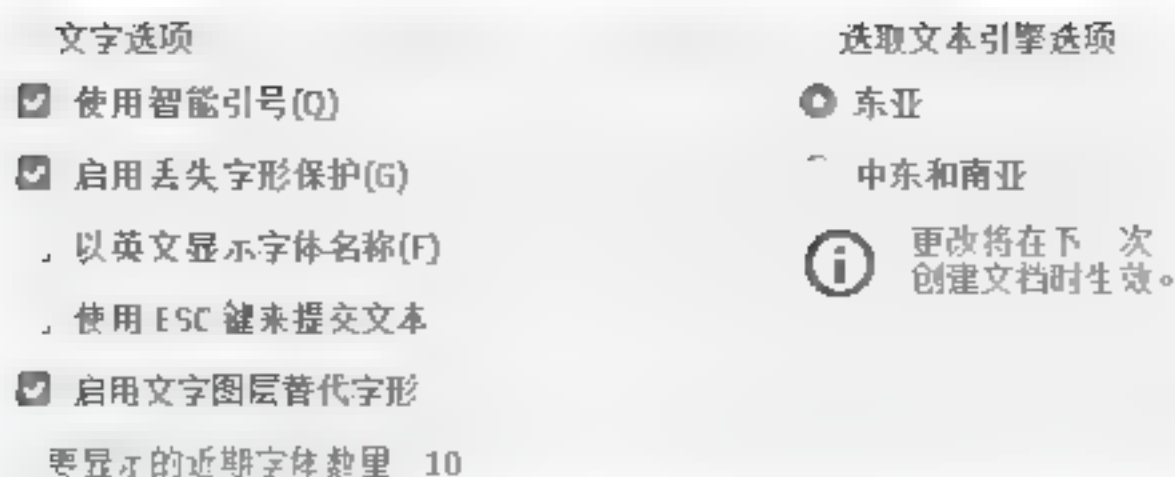 文字选项
使用智能引号(Q)
启用丢失字形保护(G)
以英文显示字体名称(F)
使用 ESC 键来提交文本
启用文字图层替代字形
要显示的近期字体数量 10
选取文本引擎选项
东亚
中东和南亚
更改将在下一次
创建文档时生效。